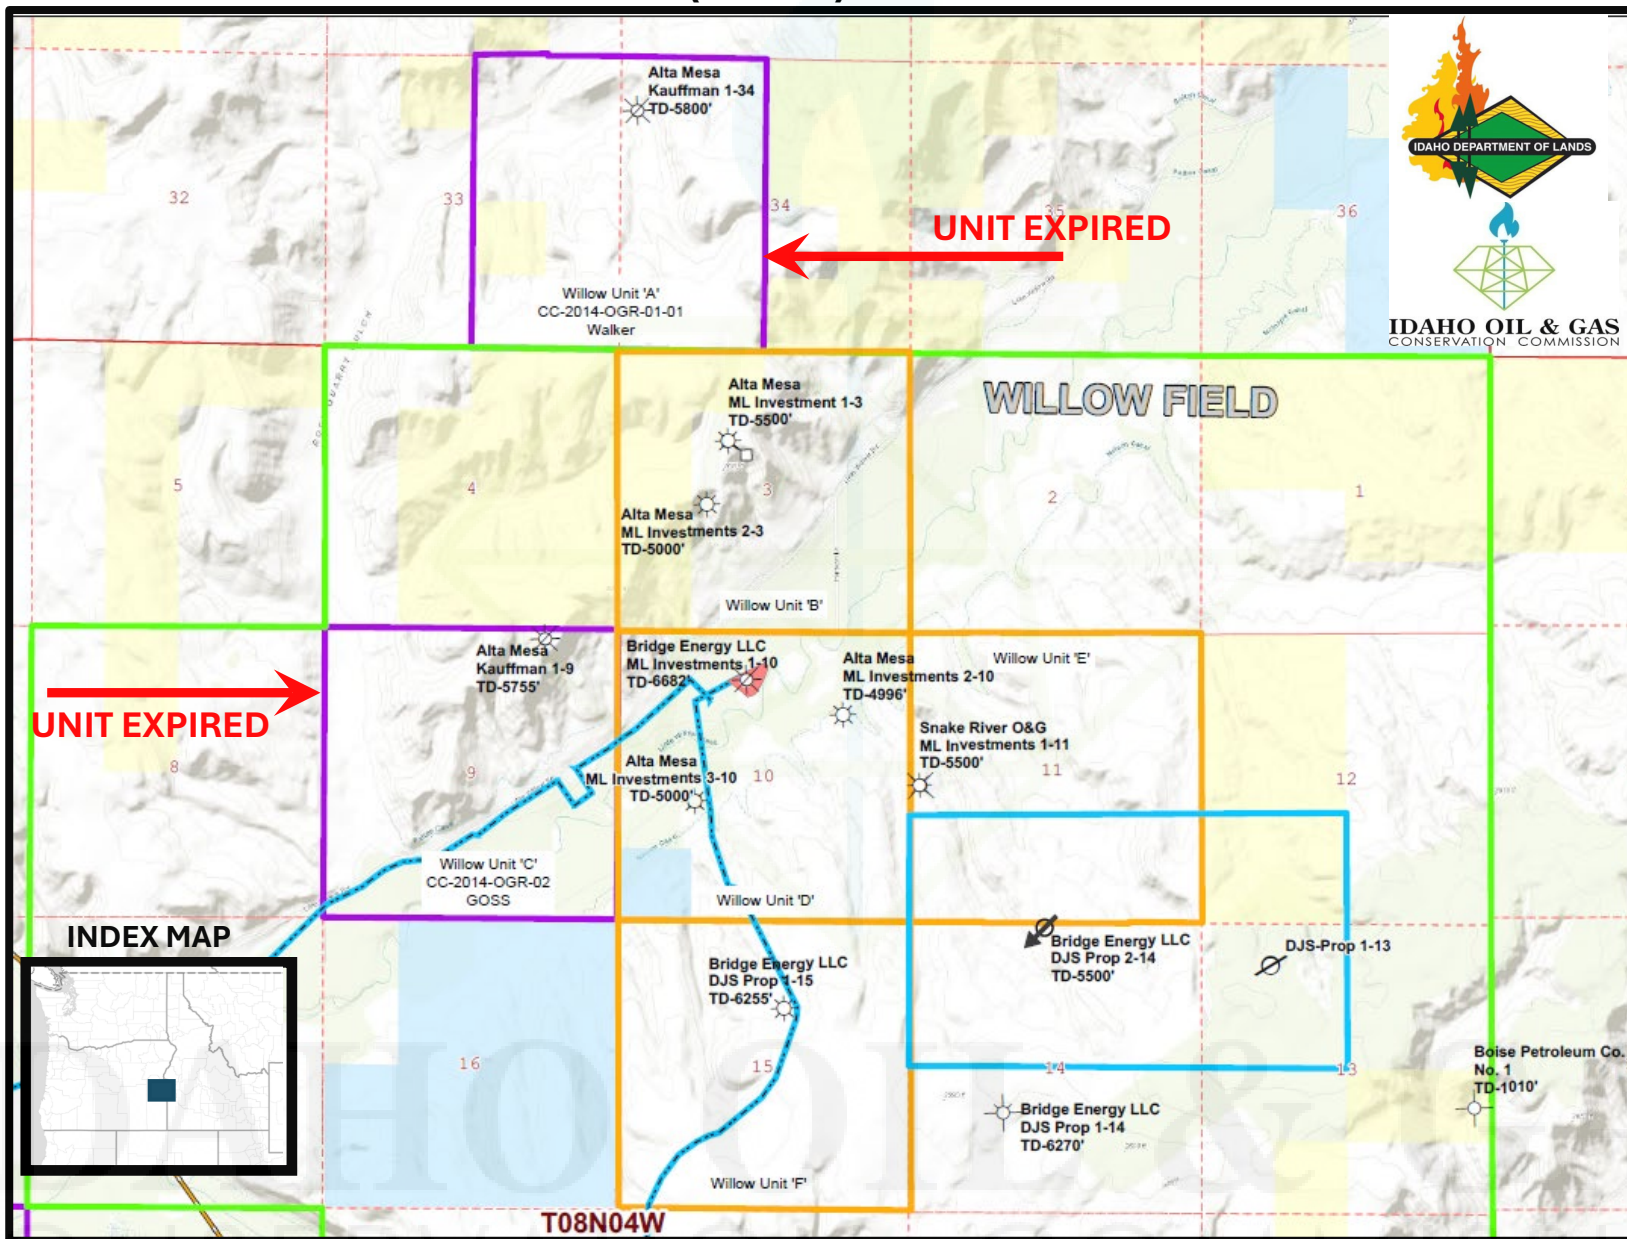 Alta Mesa
Kauffman 1-34
TD-5800'
IDAHO DEPARTMENT OF LANDS
32
33
34
35
36
UNIT EXPIRED
Willow Unit 'A'
CC-2014-OGR-01-01
Walker
IDAHO OIL & GAS
CONSERVATION COMMISSION
Alta Mesa
ML Investment 1-3
TD-5500'
WILLOW FIELD
5
4
3
2
1
Alta Mesa
ML Investments 2-3
TD-5000'
Willow Unit 'B'
Alta Mesa
Kauffman 1-9
TD-5755'
Bridge Energy LLC
ML Investments 1-10
TD-6682'
Alta Mesa
ML Investments 2-10
TD-4996'
Willow Unit 'E'
UNIT EXPIRED
Snake River O&G
ML Investments 1-11
TD-5500'
8
9
10
11
12
Alta Mesa
ML Investments 3-10
TD-5000'
Willow Unit 'C'
CC-2014-OGR-02
GOSS
Willow Unit 'D'
INDEX MAP
Bridge Energy LLC
DJS Prop 1-15
TD-6255'
Bridge Energy LLC
DJS Prop 2-14
TD-5500'
DJS-Prop 1-13
16
15
14
13
Boise Petroleum Co.
No. 1
TD-1010'
Bridge Energy LLC
DJS Prop 1-14
TD-6270'
Willow Unit 'F'
T08N04W